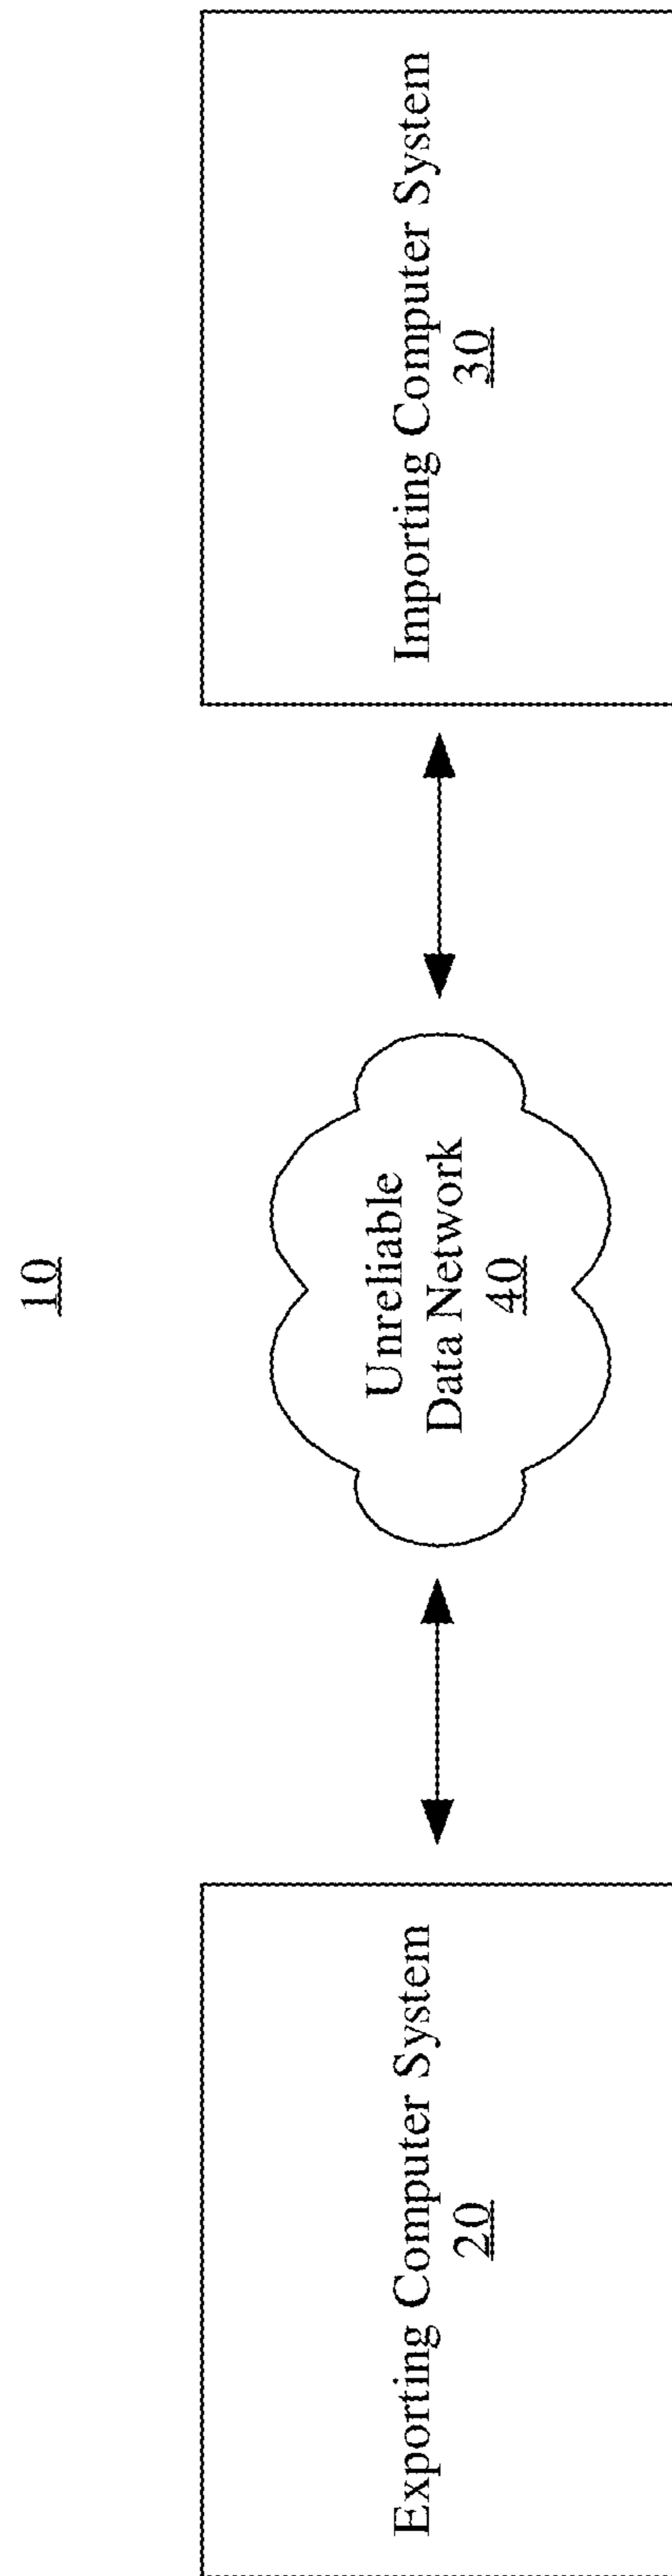 10
Exporting Computer System
20
Unreliable
Data Network
40
Importing Computer System
30